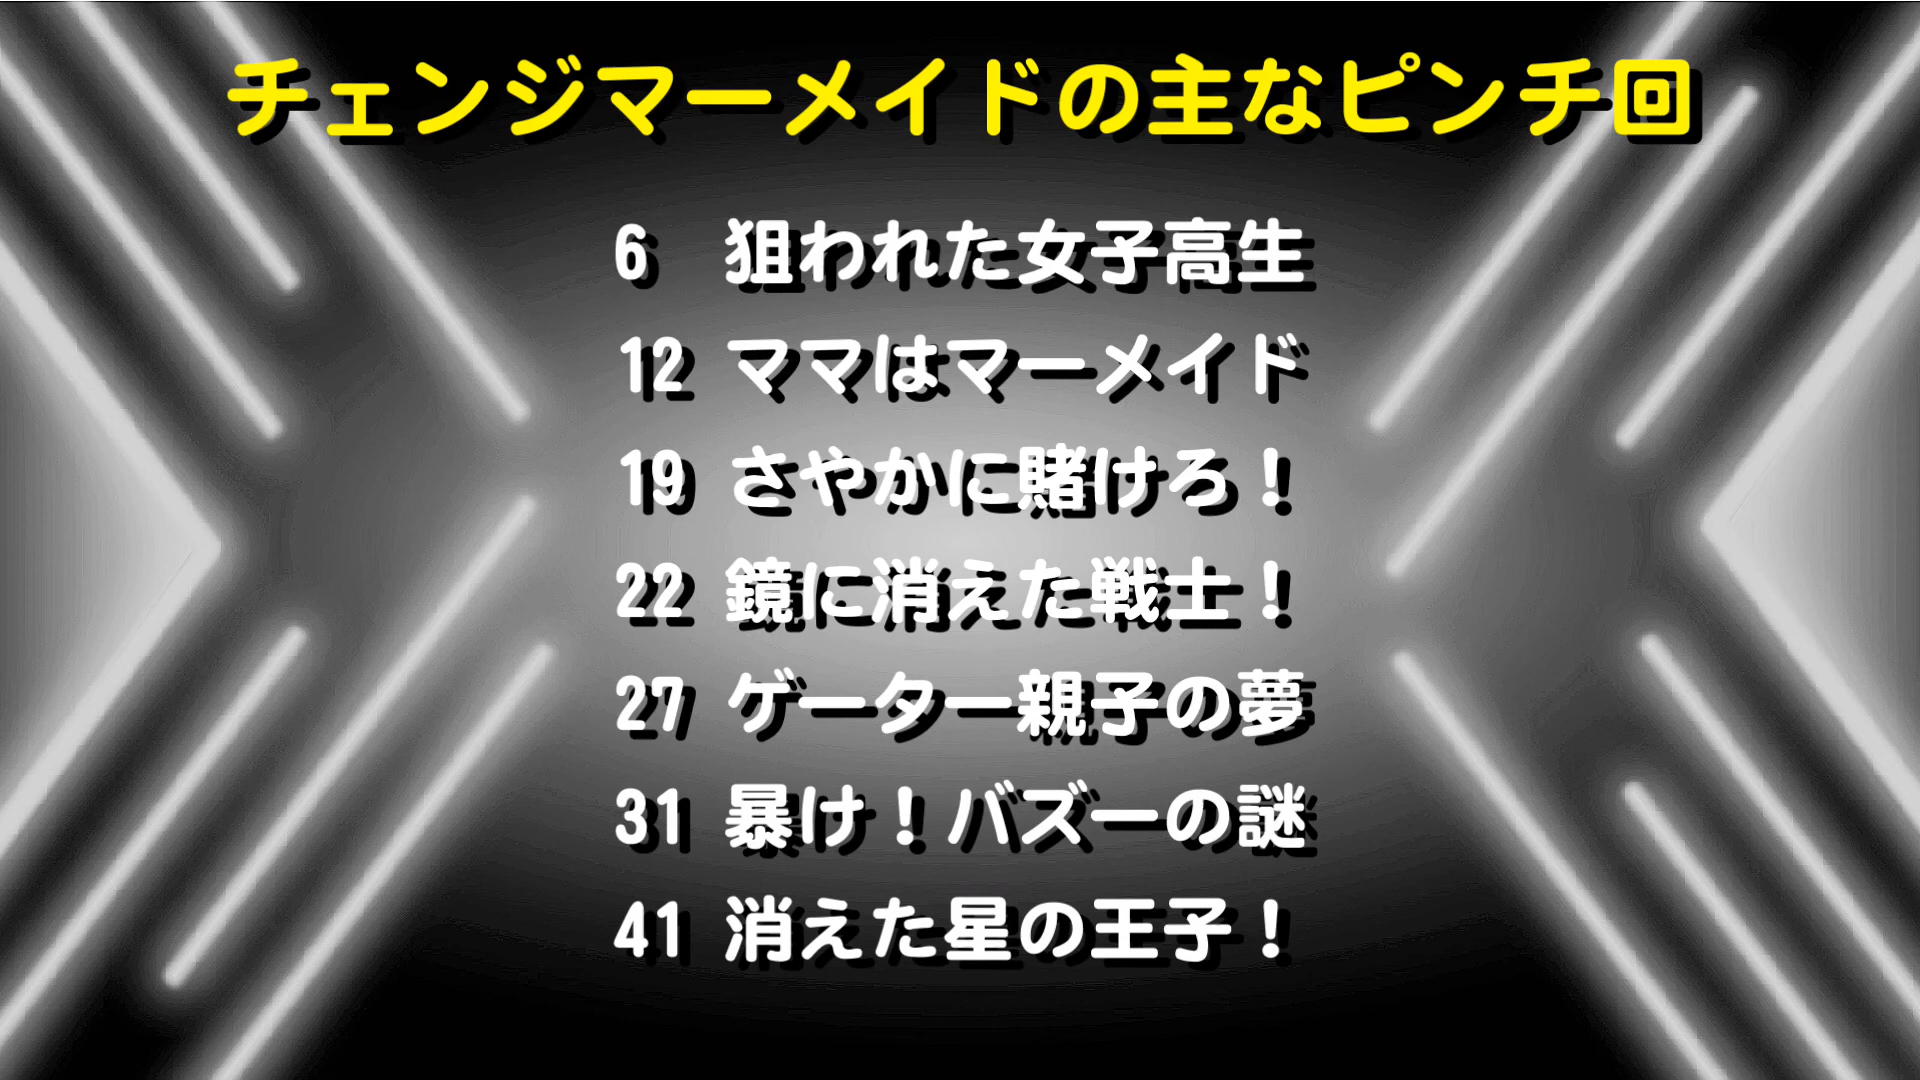 チェンジマーメイドの主なピンチ回
6 狙われた女子高生
12 ママはマーメイド
19 さやかに賭けろ！
22 鏡に消えた戦士！
27 ゲーター親子の夢
31 暴け！バズーの謎
41 消えた星の王子！